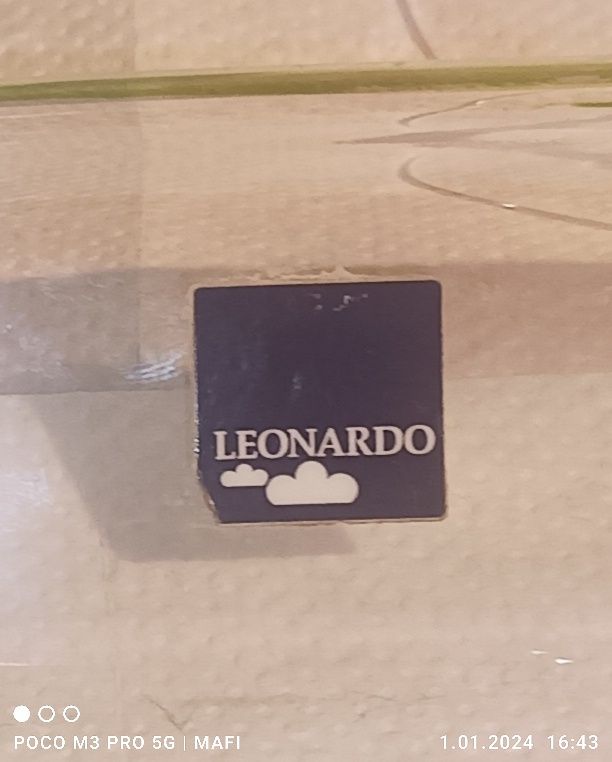 LEONARDO
POCO M3 PRO 5G | MAFI
1.01.2024 16:43